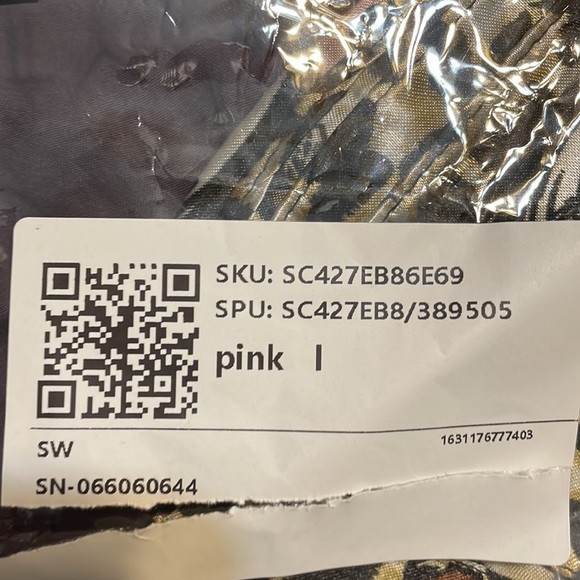 SKU: SC427EB86E69
SPU: SC427EB8/389505
pink l
SW
1631176777403
SN-066060644